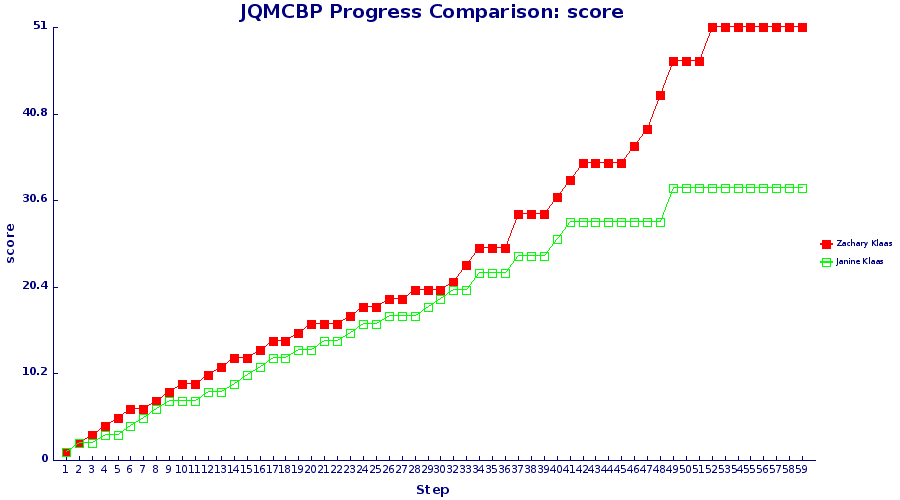 JQMCBP Progress Comparison: score
51
40.8
30.6
20.4
10.2
0
score
1 2 3 4 5 6 7 8 9 10 11 12 13 14 15 16 17 18 19 20 21 22 23 24 25 26 27 28 29 30 31 32 33 34 35 36 37 38 39 40 41 42 43 44 45 46 47 48 49 50 51 52 53 54 55 56 57 58 59
Step
Zachary Klaas
Janine Klaas